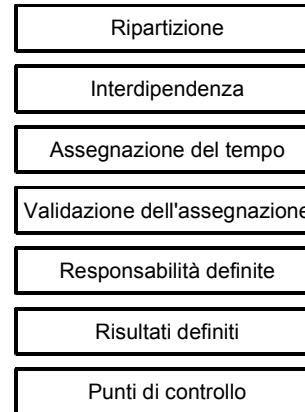 Ripartizione
Interdipendenza
Assegnazione del tempo
Validazione dell'assegnazione
Responsabilità definite
Risultati definiti
Punti di controllo